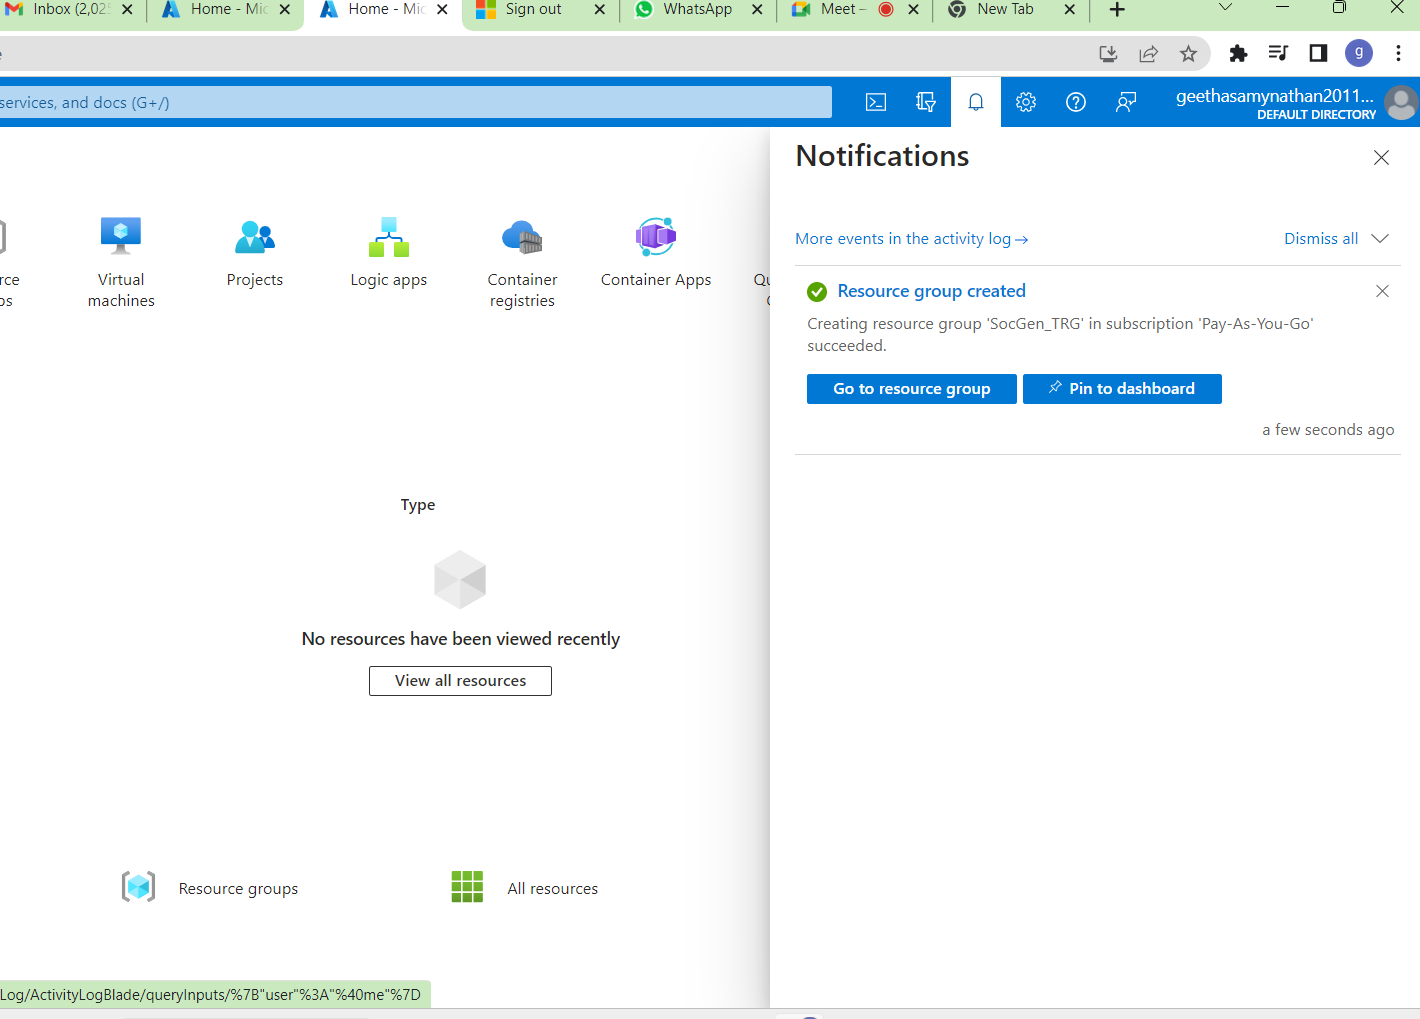 Inbox (2,025
Home - Mic
Home - Mic
Sign out
WhatsApp
Meet –
New Tab
g
services, and docs (G+/)
geethasamynathan2011...
DEFAULT DIRECTORY
Notifications
More events in the activity log →
Dismiss all
Resource group created
Creating resource group 'SocGen_TRG' in subscription 'Pay-As-You-Go'
succeeded.
Go to resource group
Pin to dashboard
a few seconds ago
Virtual
machines
Projects
Logic apps
Container
registries
Container Apps
Type
No resources have been viewed recently
View all resources
Resource groups
All resources
Log/ActivityLogBlade/queryInputs/%7B"user"%3A"%40me"%7D